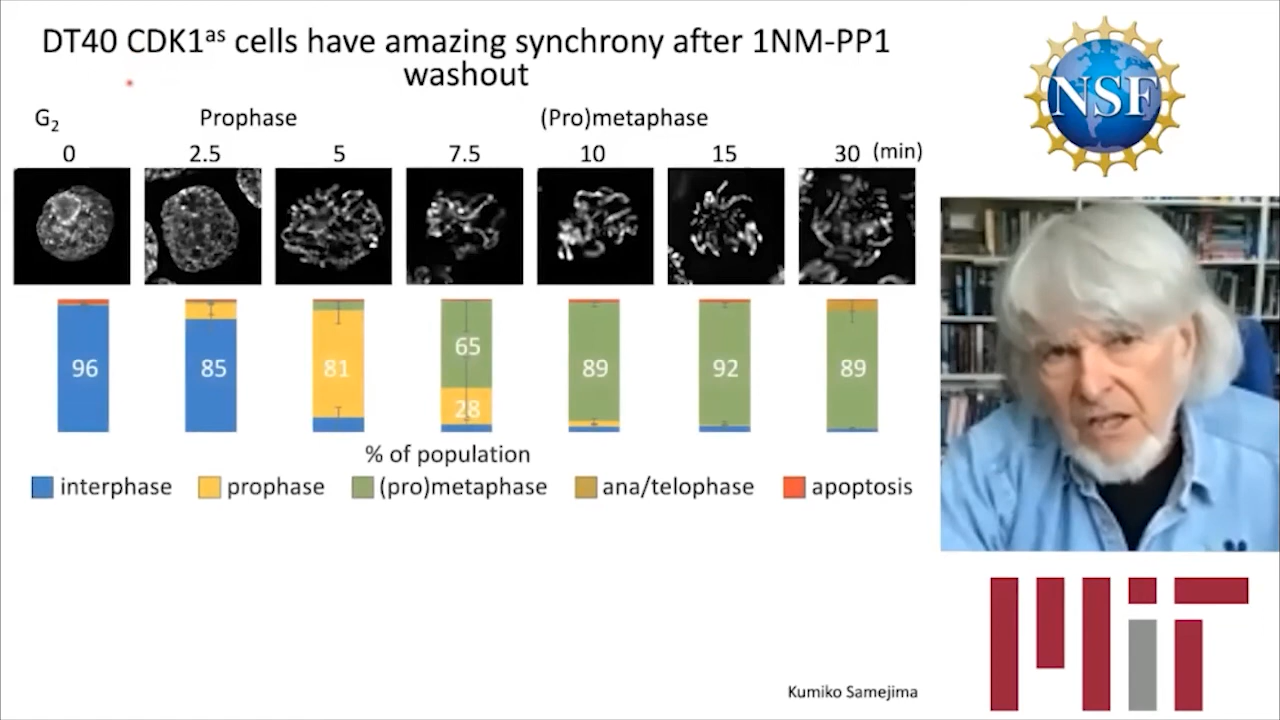 DT40 CDK1ᵃˢ cells have amazing synchrony after 1NM-PP1
washout
NSF
G₂
Prophase
(Pro)metaphase
0 2.5 5 7.5 10 15 30 (min)
96 85 81 65 28 89 92 89
% of population
interphase prophase (pro)metaphase ana/telophase apoptosis
Kumiko Samejima
MIT